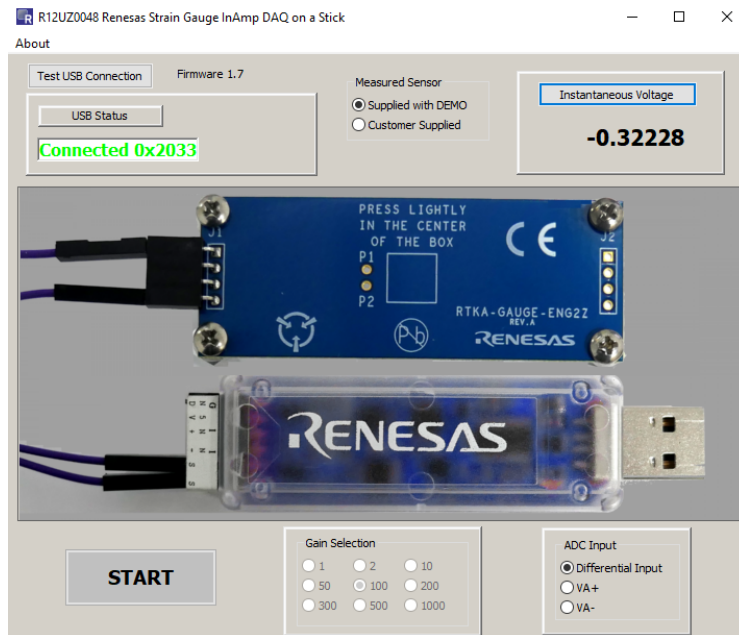 R12UZ0048 Renesas Strain Gauge InAmp DAQ on a Stick
About
Test USB Connection
Firmware 1.7
USB Status
Connected 0x2033
Measured Sensor
Supplied with DEMO
Customer Supplied
Instantaneous Voltage
-0.32228
PRESS LIGHTLY
IN THE CENTER
OF THE BOX
J1
P1
P2
CE
J2
RTKA-GAUGE-ENG2Z
REV.A
Pb
RENESAS
RENESAS
START
Gain Selection
1 2 10
50 100 200
300 500 1000
ADC Input
Differential Input
VA+
VA-